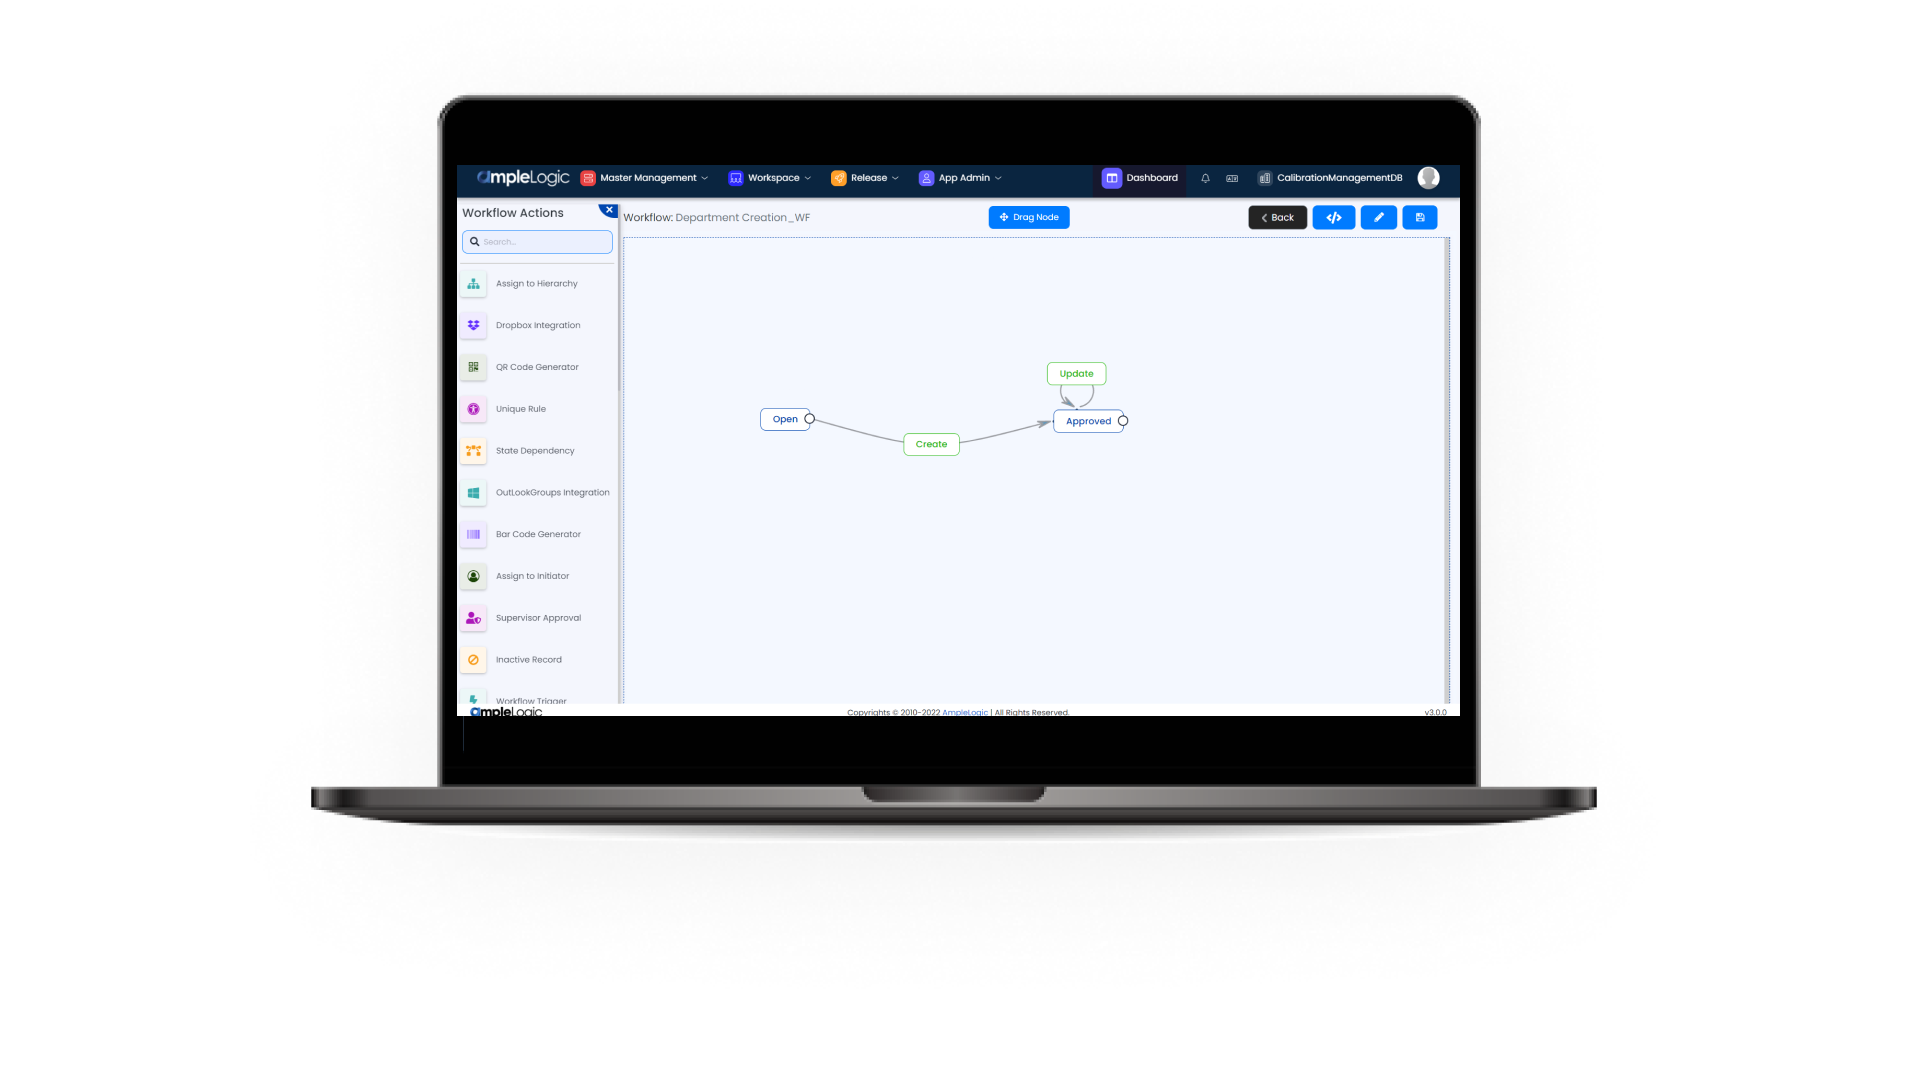 ampleLogic Master Management Workspace Release App Admin Dashboard CalibrationManagementDB
Workflow Actions
Workflow: Department Creation_WF
Drag Node
Back
Search...
Assign to Hierarchy
Dropbox Integration
QR Code Generator
Unique Rule
State Dependency
OutLookGroups Integration
Bar Code Generator
Assign to Initiator
Supervisor Approval
Inactive Record
Workflow Trigger
Update
Open
Approved
Create
ampleLogic
Copyrights © 2010-2022 AmpleLogic | All Rights Reserved.
v3.0.0